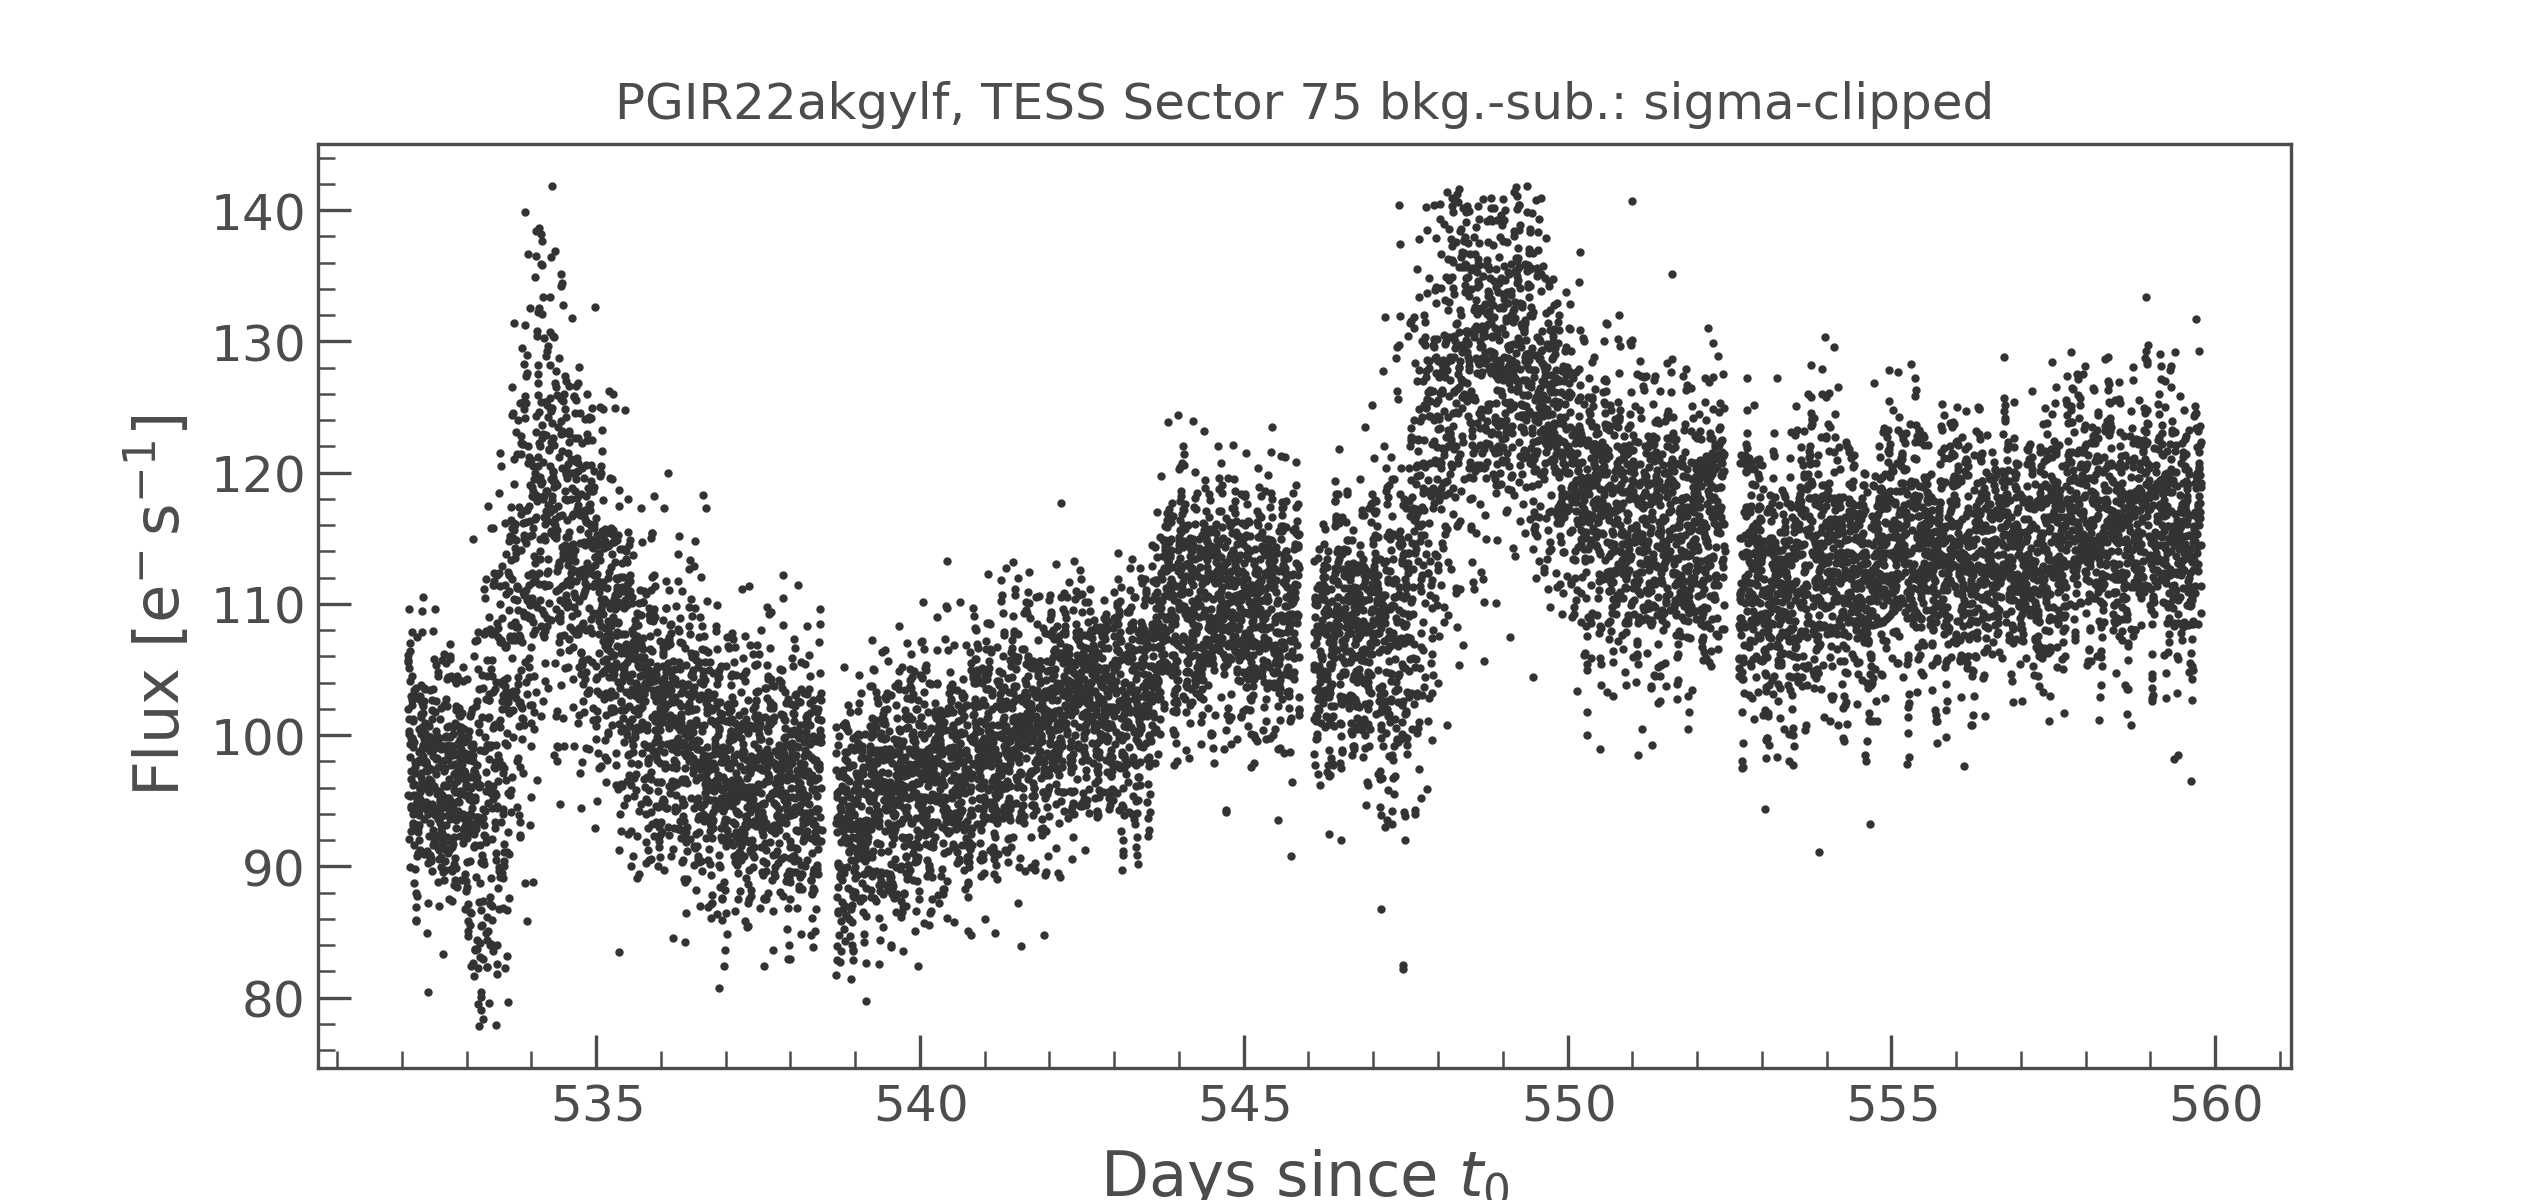 PGIR22akgylf, TESS Sector 75 bkg.-sub.: sigma-clipped
Flux [e⁻ s⁻¹]
140
130
120
110
100
90
80
535 540 545 550 555 560
Days since t₀